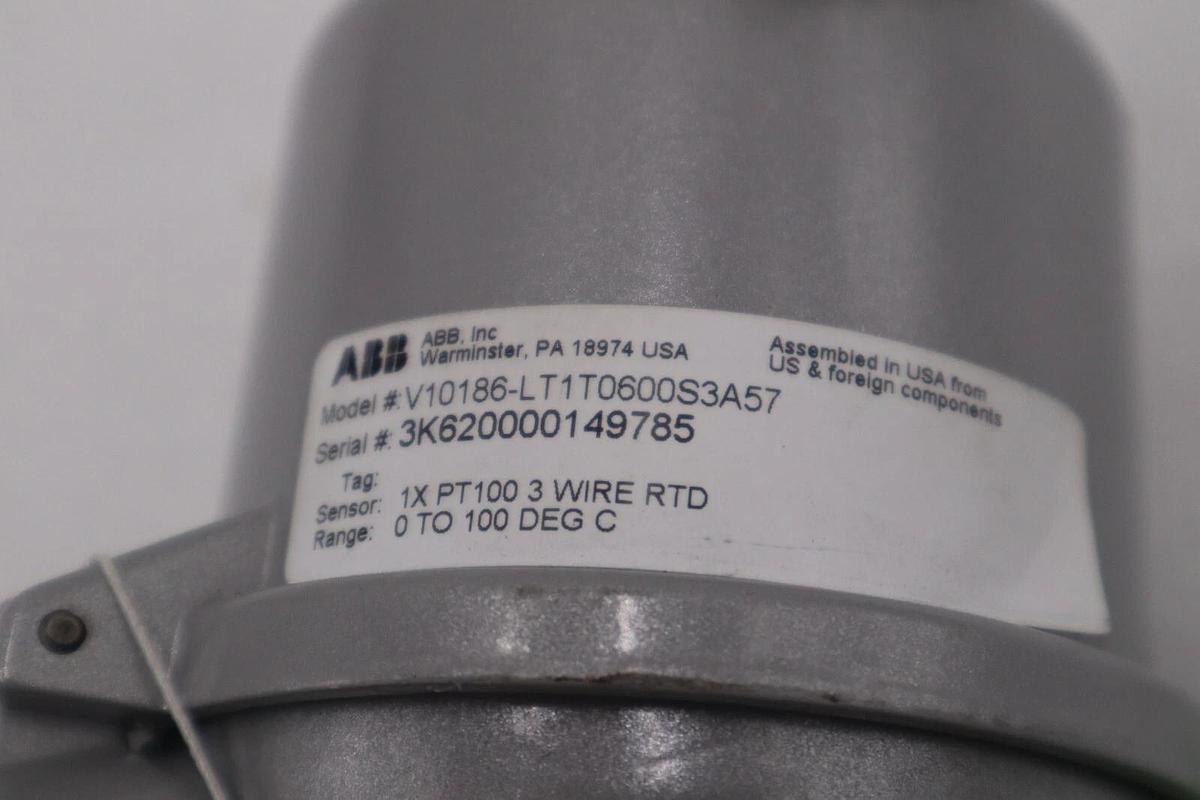 ABB ABB, Inc
Warminster, PA 18974 USA
Assembled in USA from
US & foreign components
Model #: V10186-LT1T0600S3A57
Serial #: 3K620000149785
Tag:
Sensor: 1X PT100 3 WIRE RTD
Range: 0 TO 100 DEG C